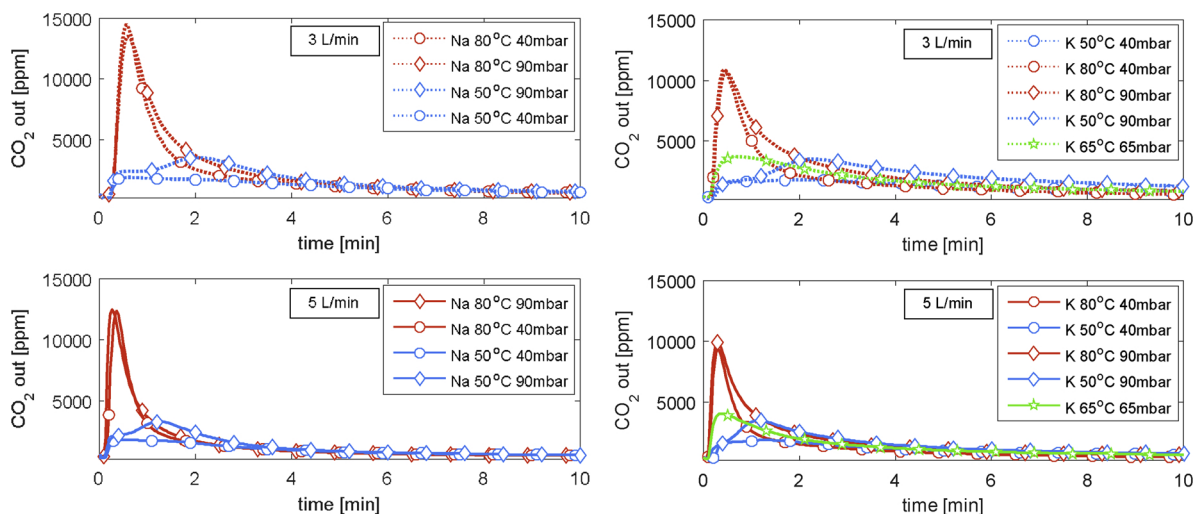 15000
10000
5000
CO2 out [ppm]
3 L/min
Na 80°C 40mbar
Na 80°C 90mbar
Na 50°C 90mbar
Na 50°C 40mbar
0 2 4 6 8 10
time [min]
15000
10000
5000
CO2 out [ppm]
3 L/min
K 50°C 40mbar
K 80°C 40mbar
K 80°C 90mbar
K 50°C 90mbar
K 65°C 65mbar
0 2 4 6 8 10
time [min]
15000
10000
5000
CO2 out [ppm]
5 L/min
Na 80°C 90mbar
Na 80°C 40mbar
Na 50°C 40mbar
Na 50°C 90mbar
0 2 4 6 8 10
time [min]
15000
10000
5000
CO2 out [ppm]
5 L/min
K 80°C 40mbar
K 50°C 40mbar
K 80°C 90mbar
K 50°C 90mbar
K 65°C 65mbar
0 2 4 6 8 10
time [min]